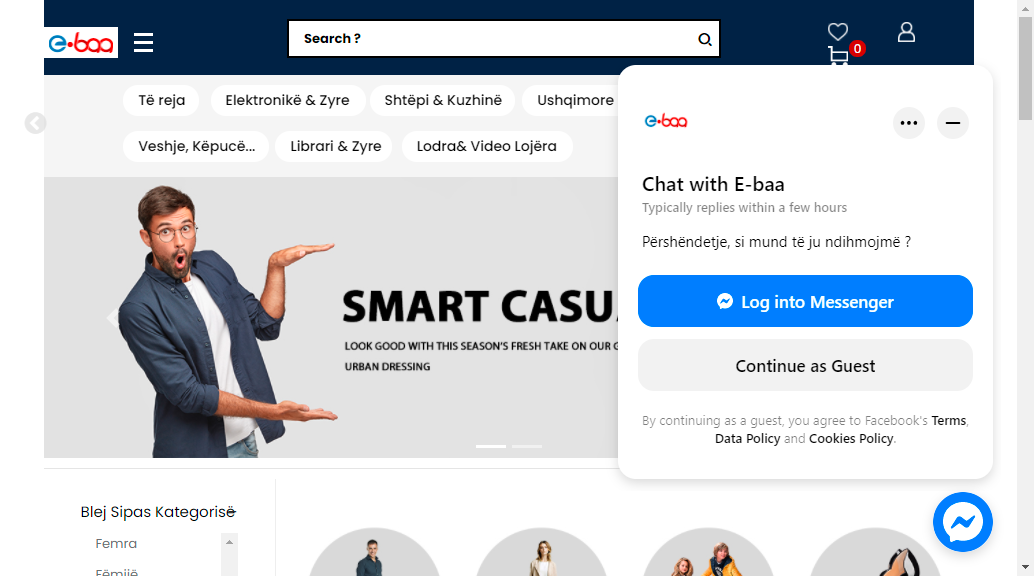 e-baa
Search ?
0
Të reja
Elektronikë & Zyre
Shtëpi & Kuzhinë
Ushqimore
Veshje, Këpucë...
Librari & Zyre
Lodra& Video Lojëra
SMART
LOOK GOOD WITH THIS SEASON'S FRESH TAKE ON OUR
URBAN DRESSING
e-baa
Chat with E-baa
Typically replies within a few hours
Përshëndetje, si mund të ju ndihmojmë ?
Log into Messenger
Continue as Guest
By continuing as a guest, you agree to Facebook's Terms,
Data Policy and Cookies Policy.
Blej Sipas Kategorisë
Femra
Fëmijë